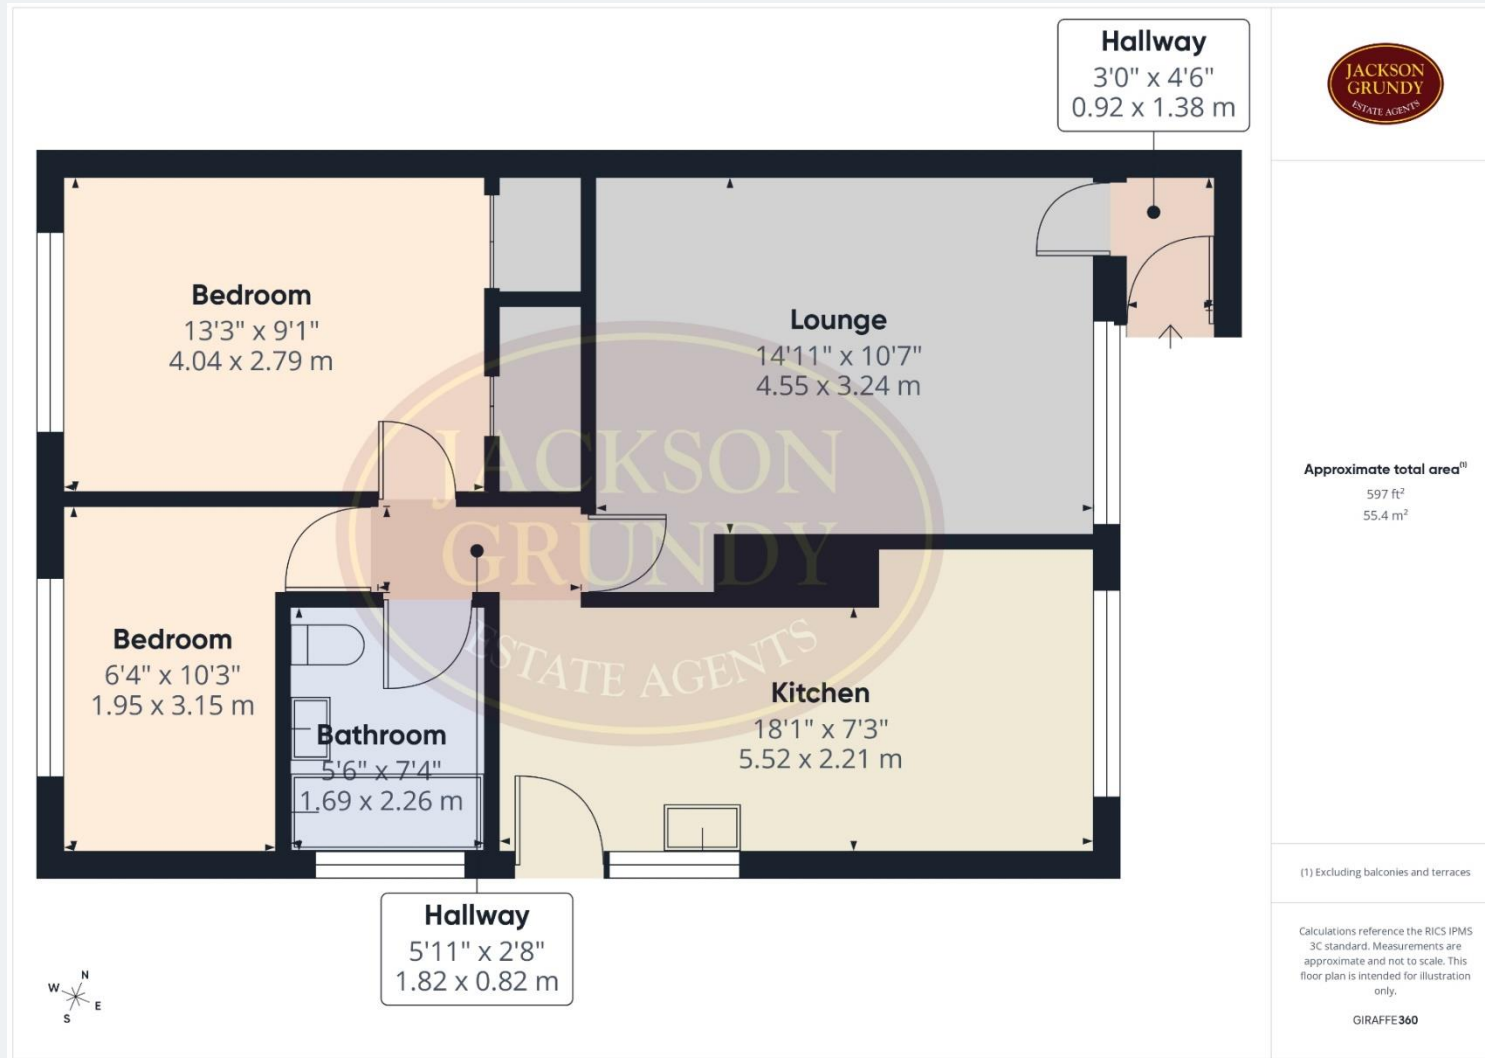 Hallway
3'0" x 4'6"
0.92 x 1.38 m
JACKSON
GRUNDY
ESTATE AGENTS
Bedroom
13'3" x 9'1"
4.04 x 2.79 m
Lounge
14'11" x 10'7"
4.55 x 3.24 m
JACKSON
GRUNDY
ESTATE AGENTS
Bedroom
6'4" x 10'3"
1.95 x 3.15 m
Bathroom
5'6" x 7'4"
1.69 x 2.26 m
Kitchen
18'1" x 7'3"
5.52 x 2.21 m
Hallway
5'11" x 2'8"
1.82 x 0.82 m
N
W
E
S
Approximate total area(1)
597 ft²
55.4 m²
(1) Excluding balconies and terraces
Calculations reference the RICS IPMS
3C standard. Measurements are
approximate and not to scale. This
floor plan is intended for illustration
only.
GIRAFFE360